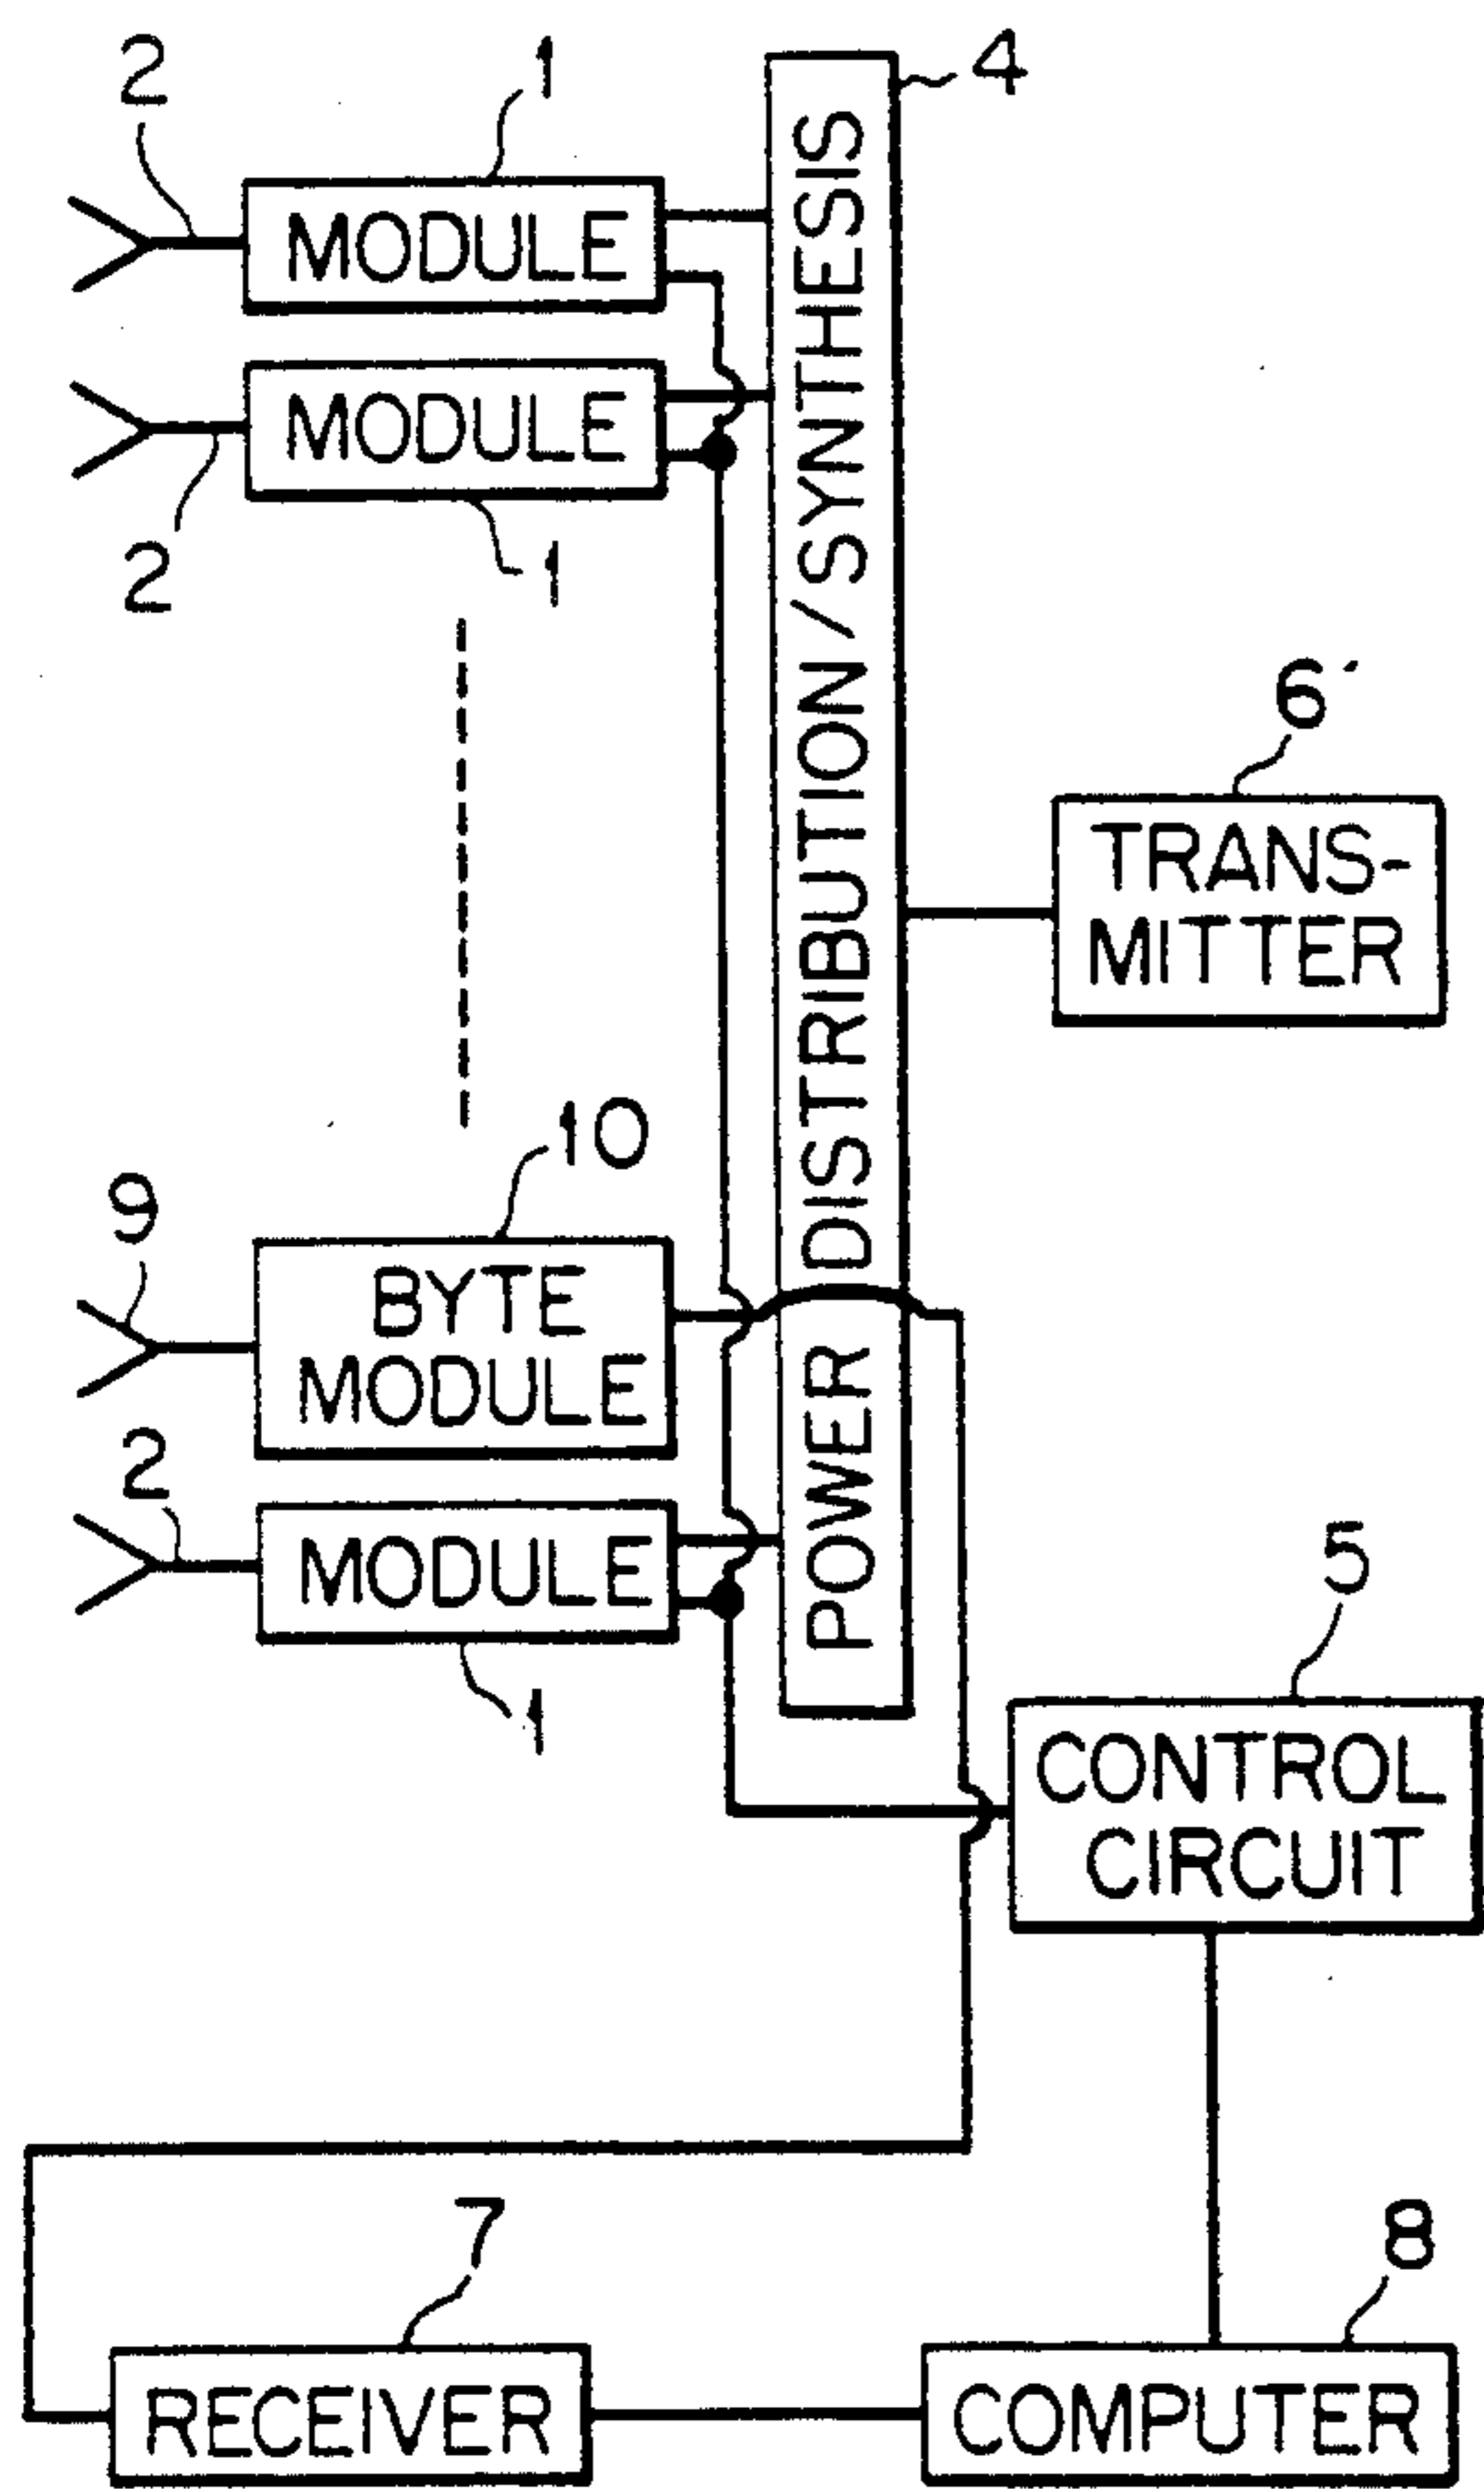 2
1
4
MODULE
MODULE
2
1
POWER DISTRIBUTION/SYNTHESIS
6'
TRANS-
MITTER
10
9
BYTE
MODULE
2
MODULE
1
5
CONTROL
CIRCUIT
7
8
RECEIVER
COMPUTER